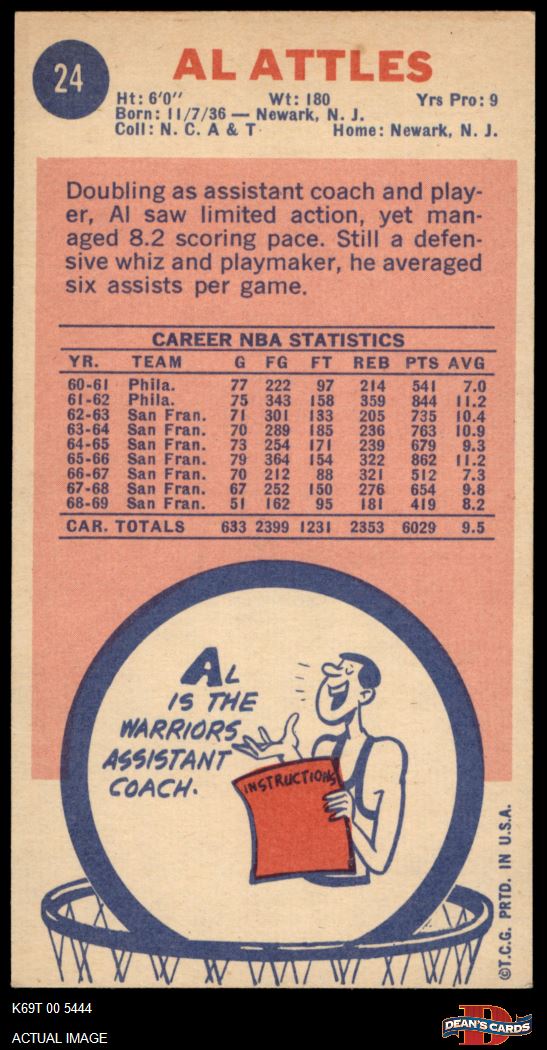 24
AL ATTLES
Ht: 6'0'' Wt: 180 Yrs Pro: 9
Born: 11/7/36 — Newark, N. J.
Coll: N. C. A & T Home: Newark, N. J.
Doubling as assistant coach and play-
er, Al saw limited action, yet man-
aged 8.2 scoring pace. Still a defen-
sive whiz and playmaker, he averaged
six assists per game.
CAREER NBA STATISTICS
YR. TEAM G FG FT REB PTS AVG
60-61 Phila. 77 222 97 214 541 7.0
61-62 Phila. 75 343 158 359 844 11.2
62-63 San Fran. 71 301 133 205 735 10.4
63-64 San Fran. 70 289 185 236 763 10.9
64-65 San Fran. 73 254 171 239 679 9.3
65-66 San Fran. 79 364 154 322 862 11.2
66-67 San Fran. 70 212 88 321 512 7.3
67-68 San Fran. 67 252 150 276 654 9.8
68-69 San Fran. 51 162 95 181 419 8.2
CAR. TOTALS 633 2399 1231 2353 6029 9.5
AL
IS THE
WARRIORS
ASSISTANT
COACH.
INSTRUCTIONS
©T.C.G. PRTD. IN U.S.A.
K69T 00 5444
ACTUAL IMAGE
D
DEAN'S CARDS